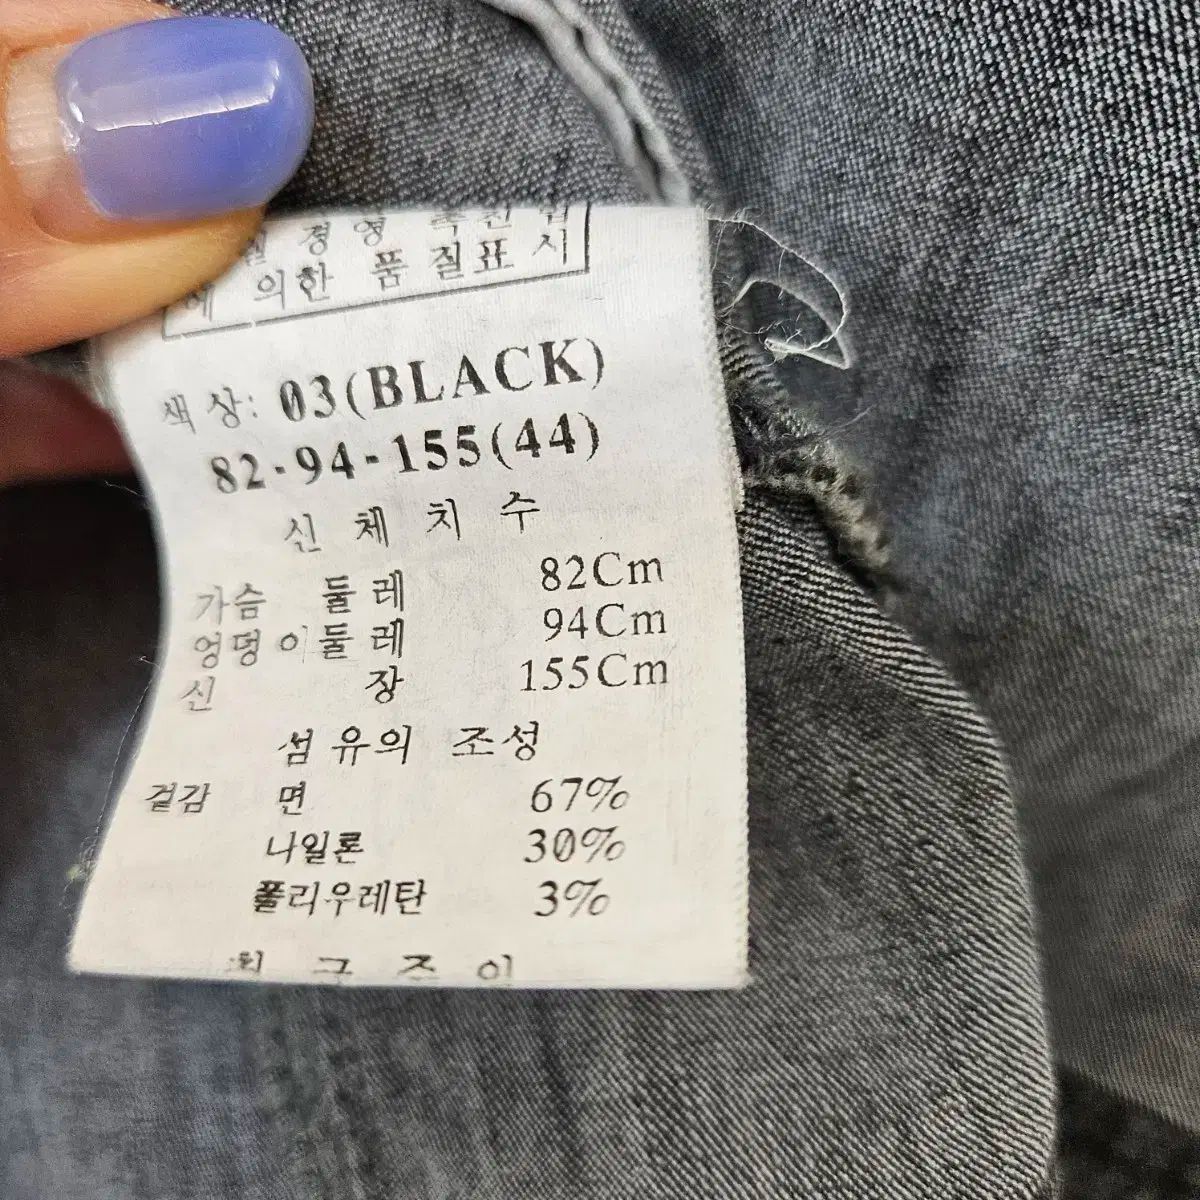 경영
에 의한 품질표시
색상: 03(BLACK)
82-94-155(44)
신체치수
가슴 둘레 82Cm
엉덩이둘레 94Cm
신 장 155Cm
섬유의 조성
겉감 면 67%
나일론 30%
폴리우레탄 3%